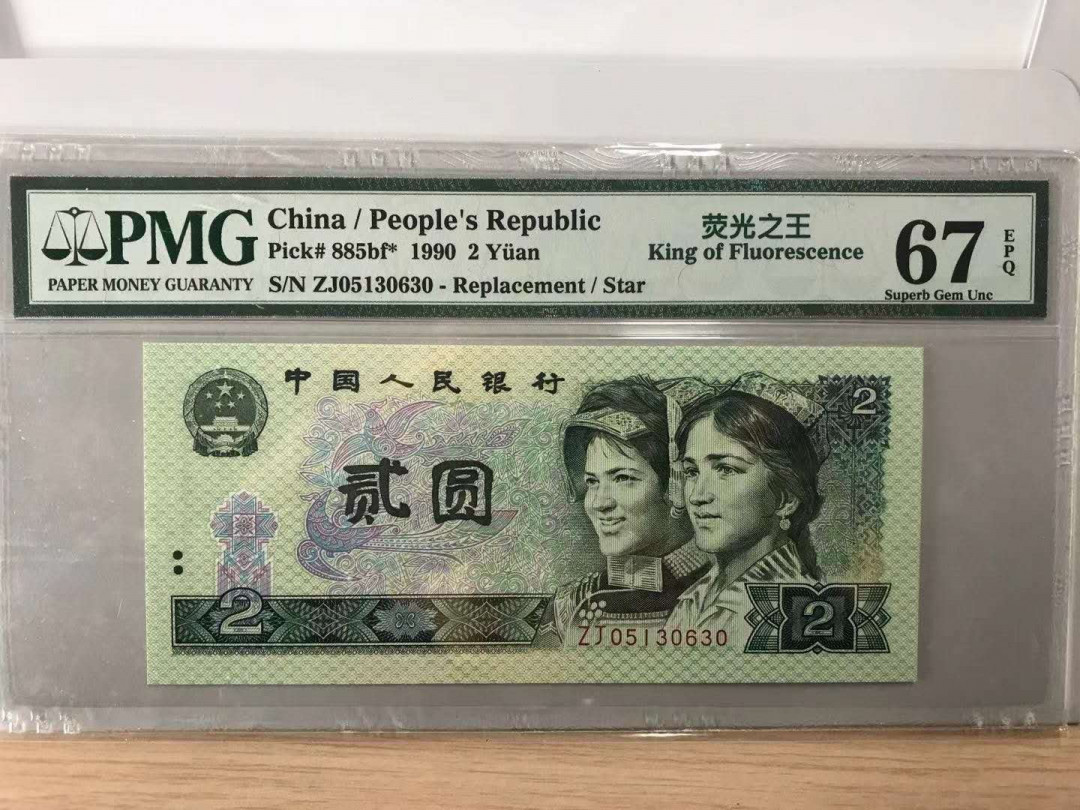 PMG
PAPER MONEY GUARANTY
China / People's Republic
Pick# 885bf* 1990 2 Yüan
S/N ZJ05130630 - Replacement / Star
荧光之王
King of Fluorescence
67
EPQ
Superb Gem Unc
中国人民银行
2
贰圆
2
ZJ05130630
2